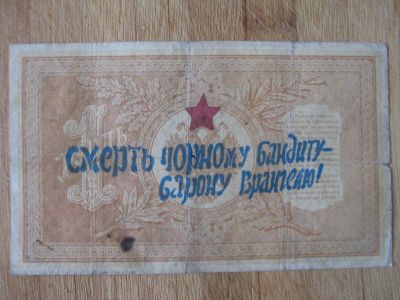 смерть чорному бандиту-
барону Врангелю!